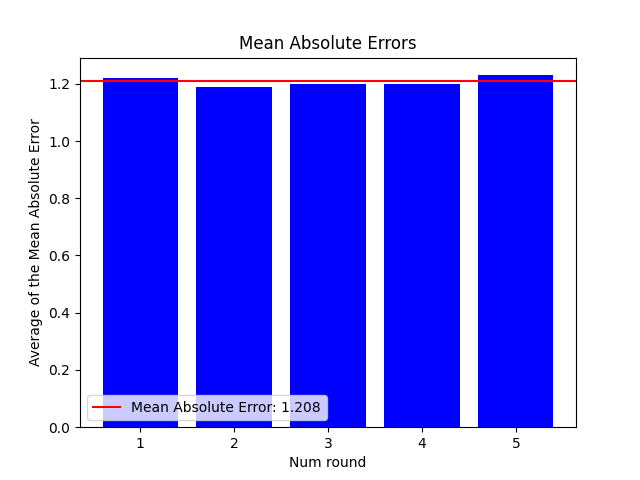 Mean Absolute Errors
Average of the Mean Absolute Error
1.2
1.0
0.8
0.6
0.4
0.2
0.0
Mean Absolute Error: 1.208
1 2 3 4 5
Num round